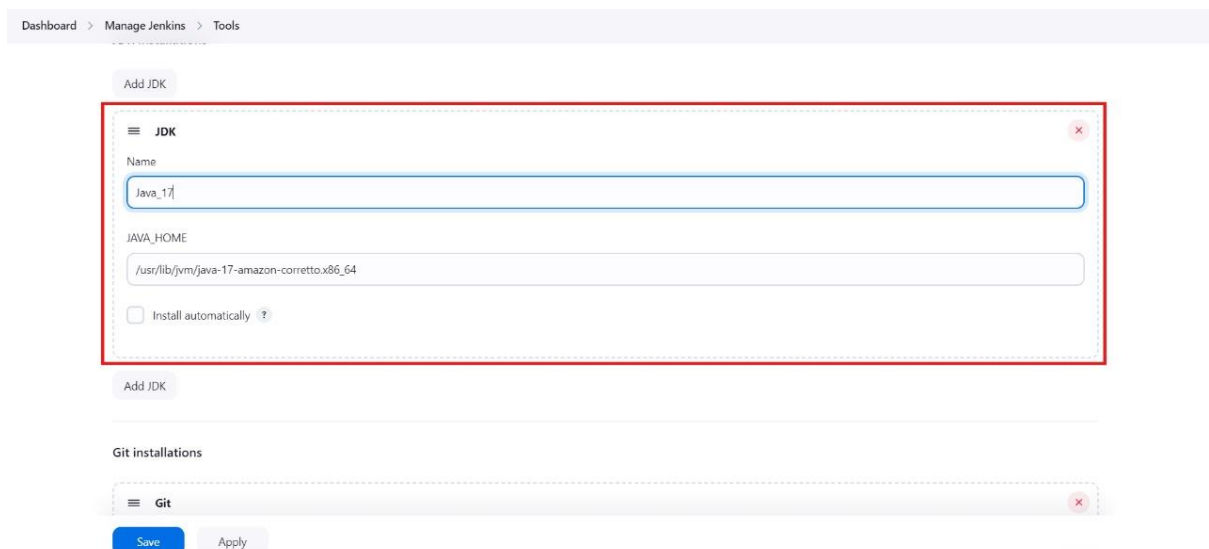 Dashboard > Manage Jenkins > Tools
Add JDK
JDK
Name
Java_17
JAVA_HOME
/usr/lib/jvm/java-17-amazon-corretto.x86_64
Install automatically ?
Add JDK
Git installations
Git
Save Apply